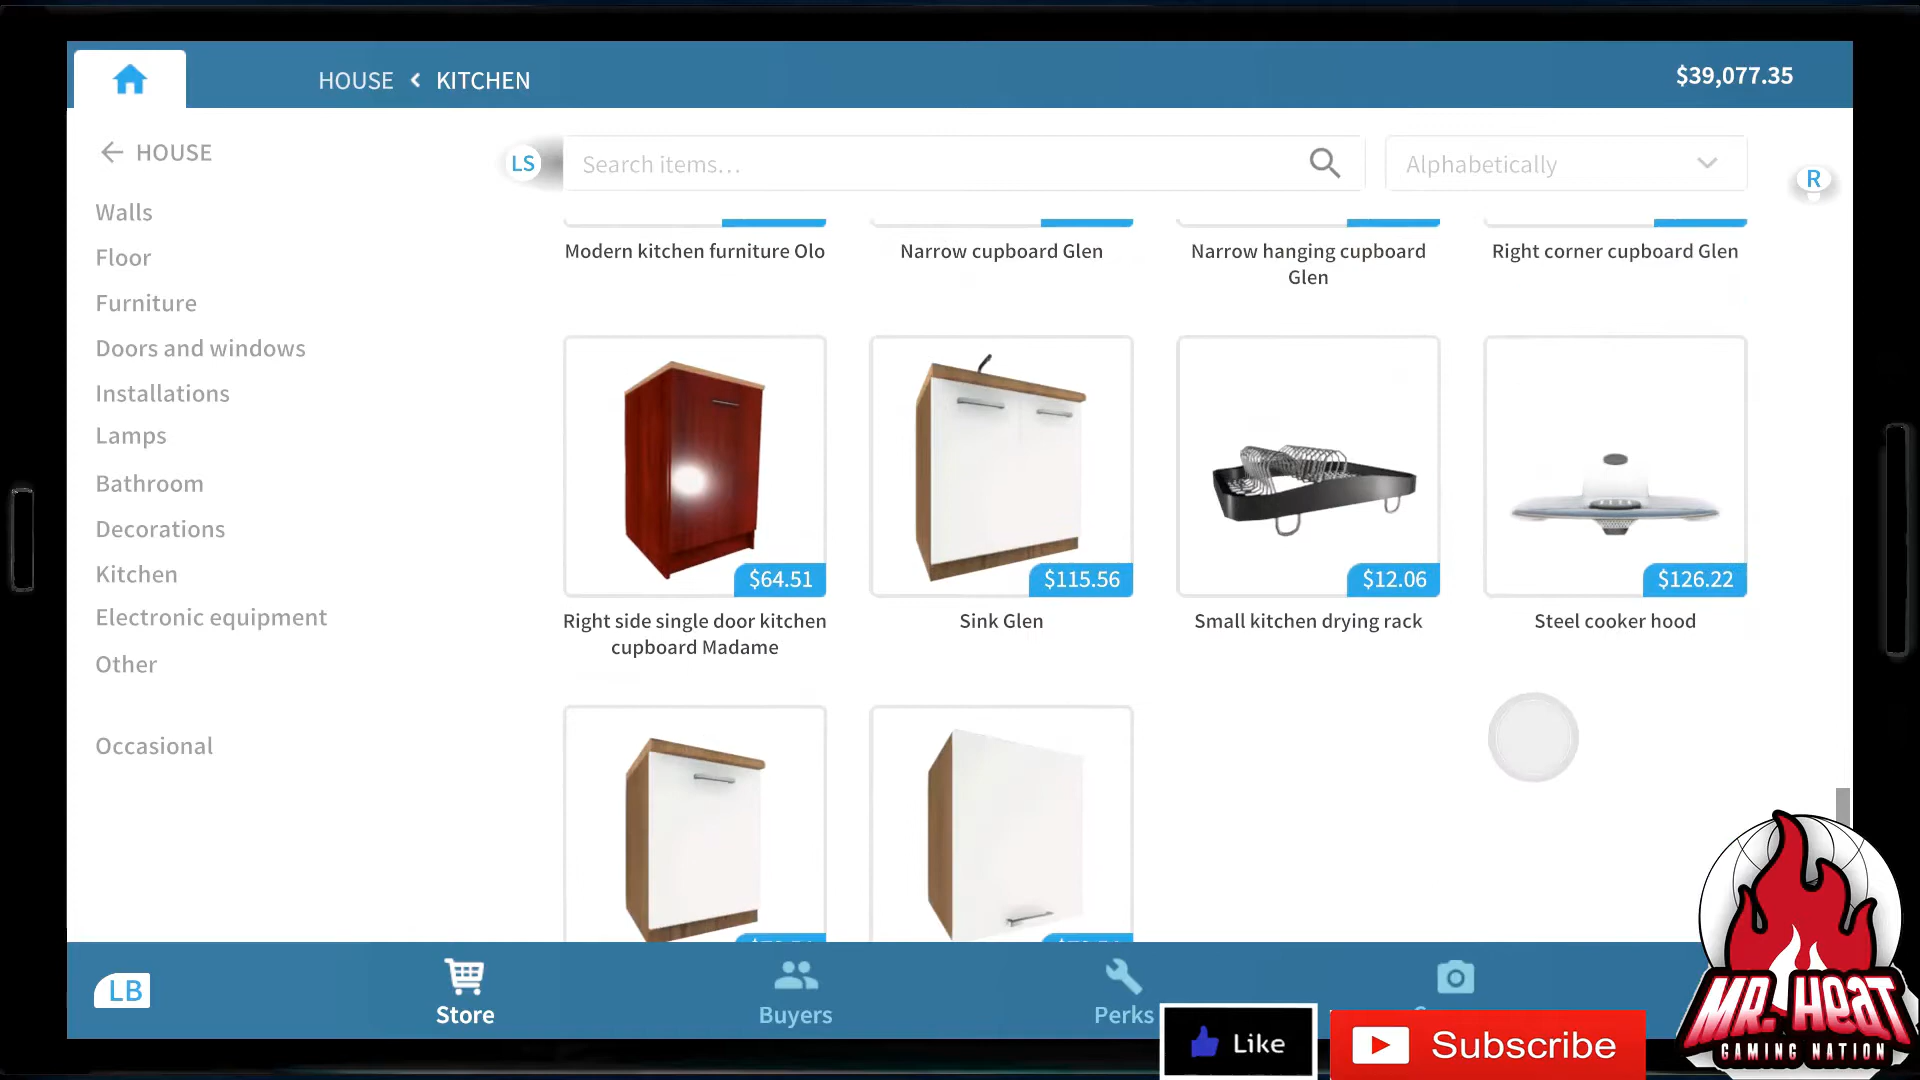 HOUSE < KITCHEN
$39,077.35
HOUSE
LS
Search items...
Alphabetically
R
Walls
Floor
Furniture
Doors and windows
Installations
Lamps
Bathroom
Decorations
Kitchen
Electronic equipment
Other
Occasional
Modern kitchen furniture Olo
Narrow cupboard Glen
Narrow hanging cupboard
Glen
Right corner cupboard Glen
$64.51
$115.56
$12.06
$126.22
Right side single door kitchen
cupboard Madame
Sink Glen
Small kitchen drying rack
Steel cooker hood
LB
Store
Buyers
Perks
Like
Subscribe
MR. HEAT
GAMING NATION